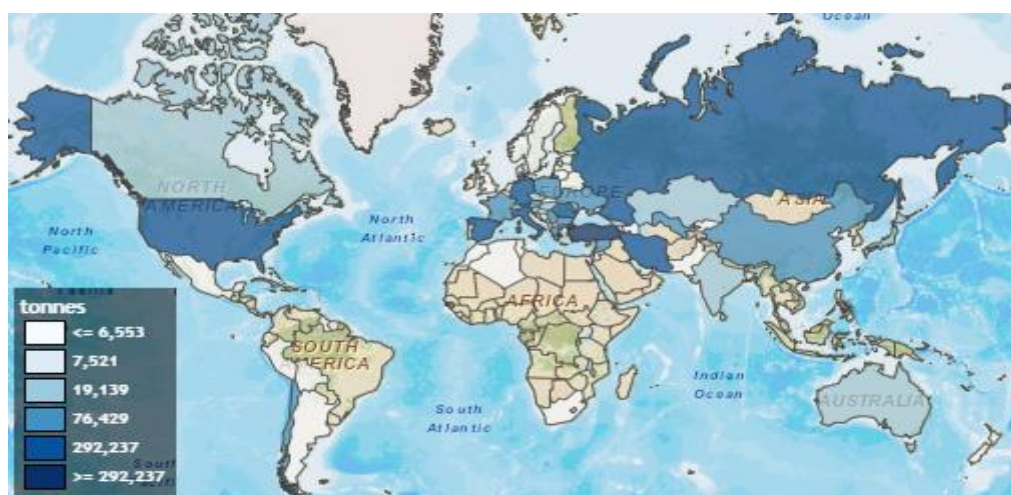 Ocean
NORTH
AMERICA
EUROPE
ASIA
North
Pacific
North
Atlantic
AFRICA
SOUTH
AMERICA
Indian
Ocean
AUSTRALIA
South
Atlantic
tonnes
<= 6,553
7,521
19,139
76,429
292,237
>= 292,237
South